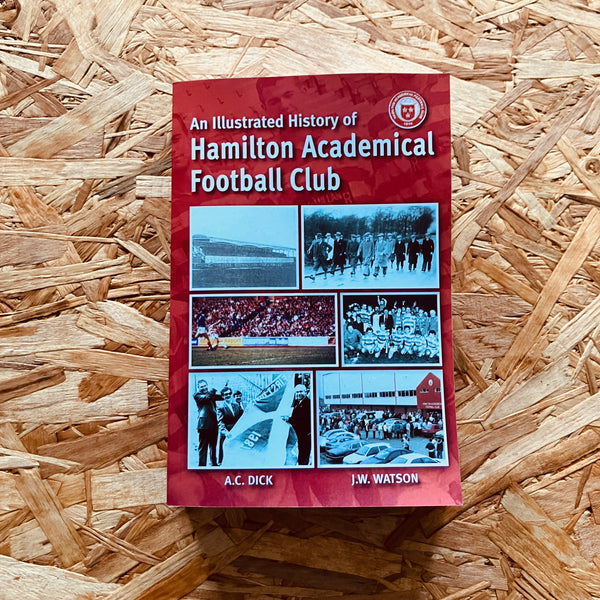 An Illustrated History of
Hamilton Academical
Football Club
A.C. DICK
J.W. WATSON